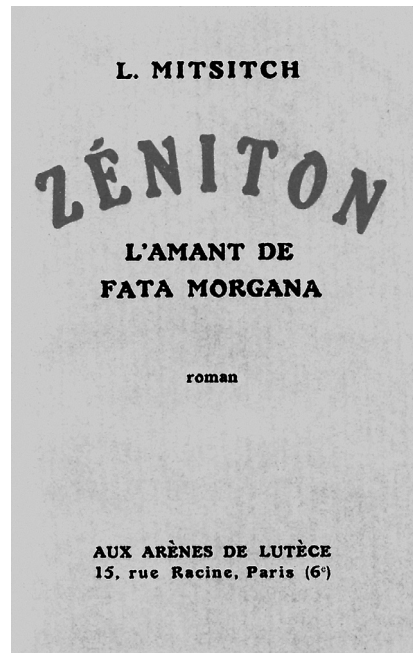 L. MITSITCH
ZÉNITON
L'AMANT DE
FATA MORGANA
roman
AUX ARÈNES DE LUTÈCE
15, rue Racine, Paris (6ᵉ)